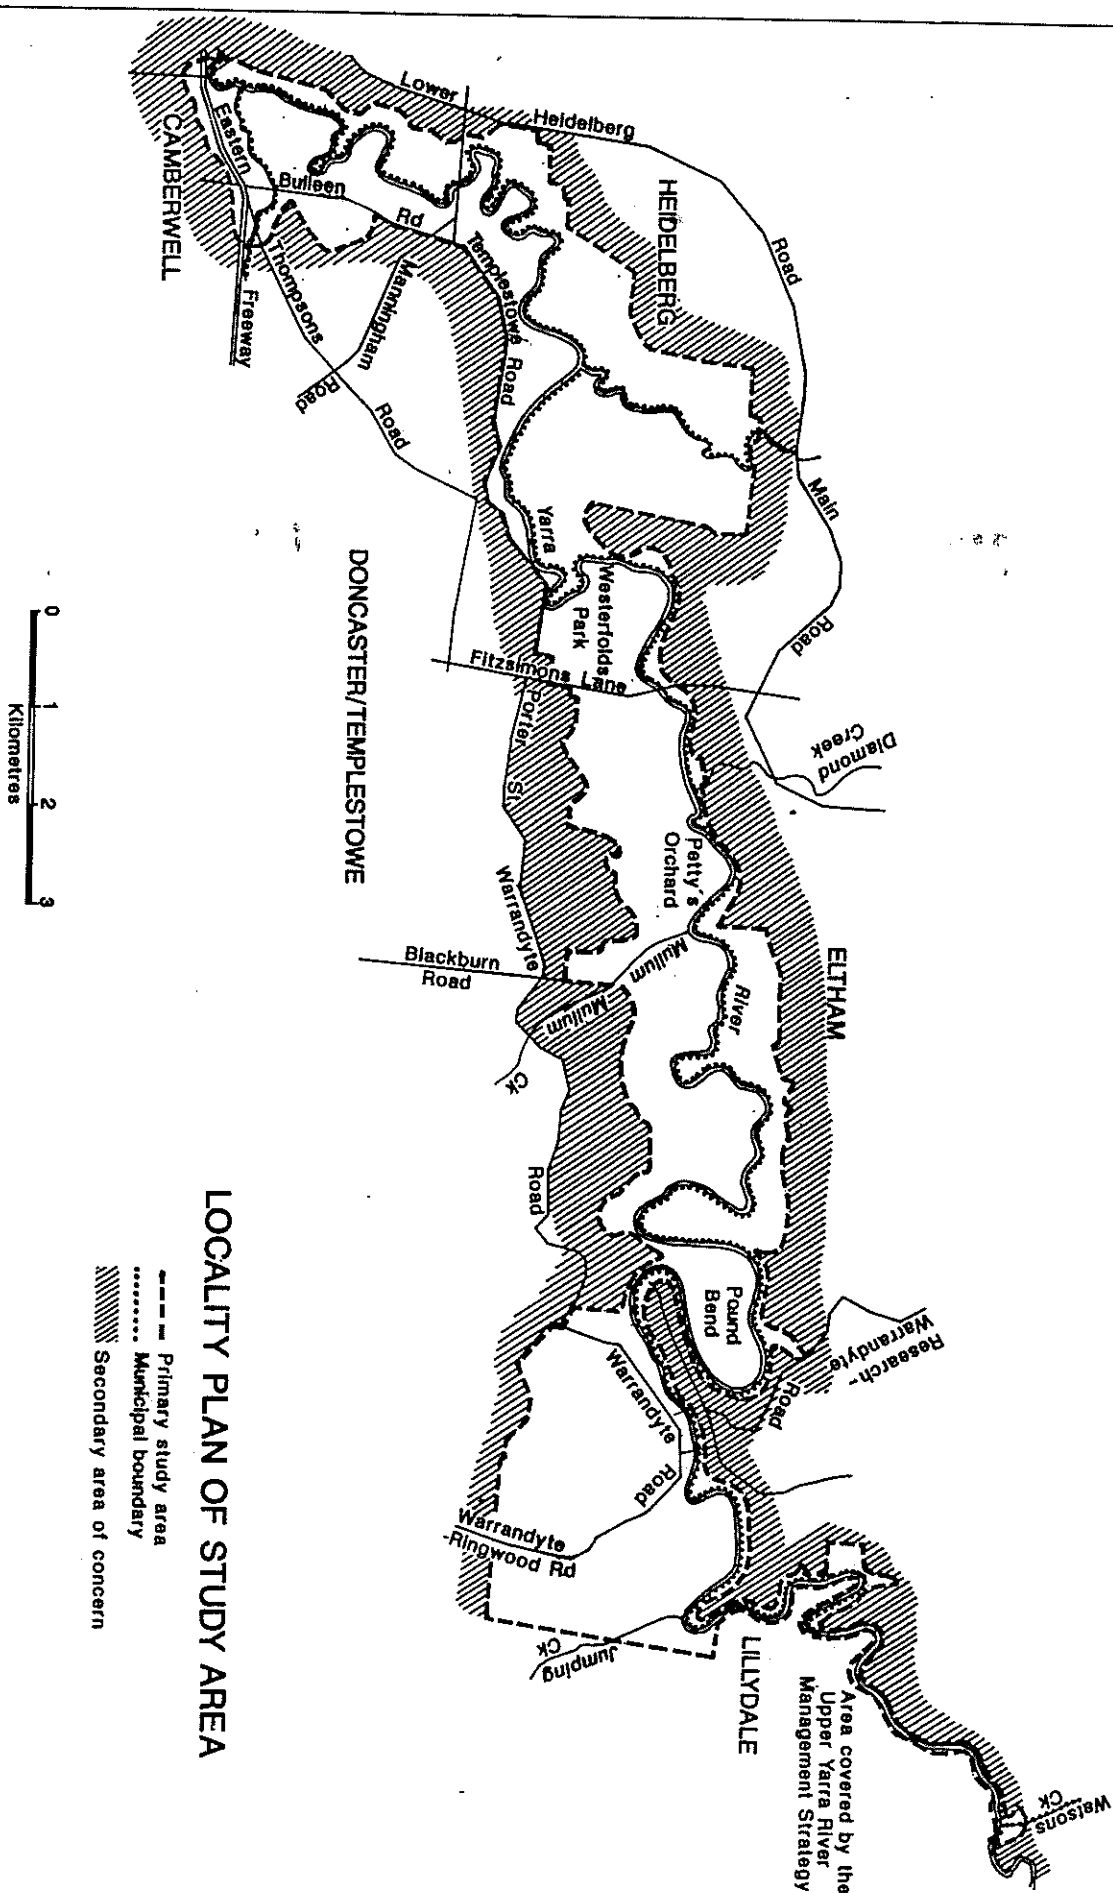 LOCALITY PLAN OF STUDY AREA
Primary study area
Municipal boundary
Secondary area of concern
0 1 2 3
Kilometres
CAMBERWELL
HEIDELBERG
DONCASTER/TEMPLESTOWE
ELTHAM
LILLYDALE
Lower
Heidelberg
Road
Main
Road
Eastern
Freeway
Bulleen
Rd
Thompsons
Road
Manningham
Road
Templestowe Road
Yarra
River
Westerfolds
Park
Fitzsimons Lane
Porter St.
Diamond
Creek
Petty's
Orchard
Warrandyte
Road
Blackburn
Road
Mullum
Mullum
Ck
Pound
Bend
Research-
Warrandyte
Road
Warrandyte
Road
Warrandyte
-Ringwood Rd
Jumping
Ck
Area covered by the
Upper Yarra River
Management Strategy
Watsons
Ck